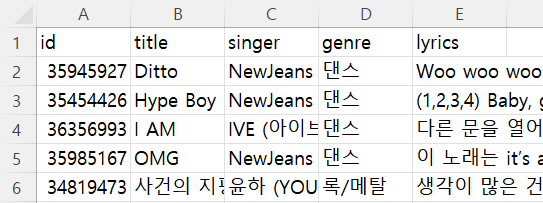 A B C D E
1 id title singer genre lyrics
2 35945927 Ditto NewJeans 댄스 Woo woo woo
3 35454426 Hype Boy NewJeans 댄스 (1,2,3,4) Baby,
4 36356993 I AM IVE (아이브 댄스 다른 문을 열어
5 35985167 OMG NewJeans 댄스 이 노래는 it's a
6 34819473 사건의 지평 윤하 (YOU 록/메탈 생각이 많은 건